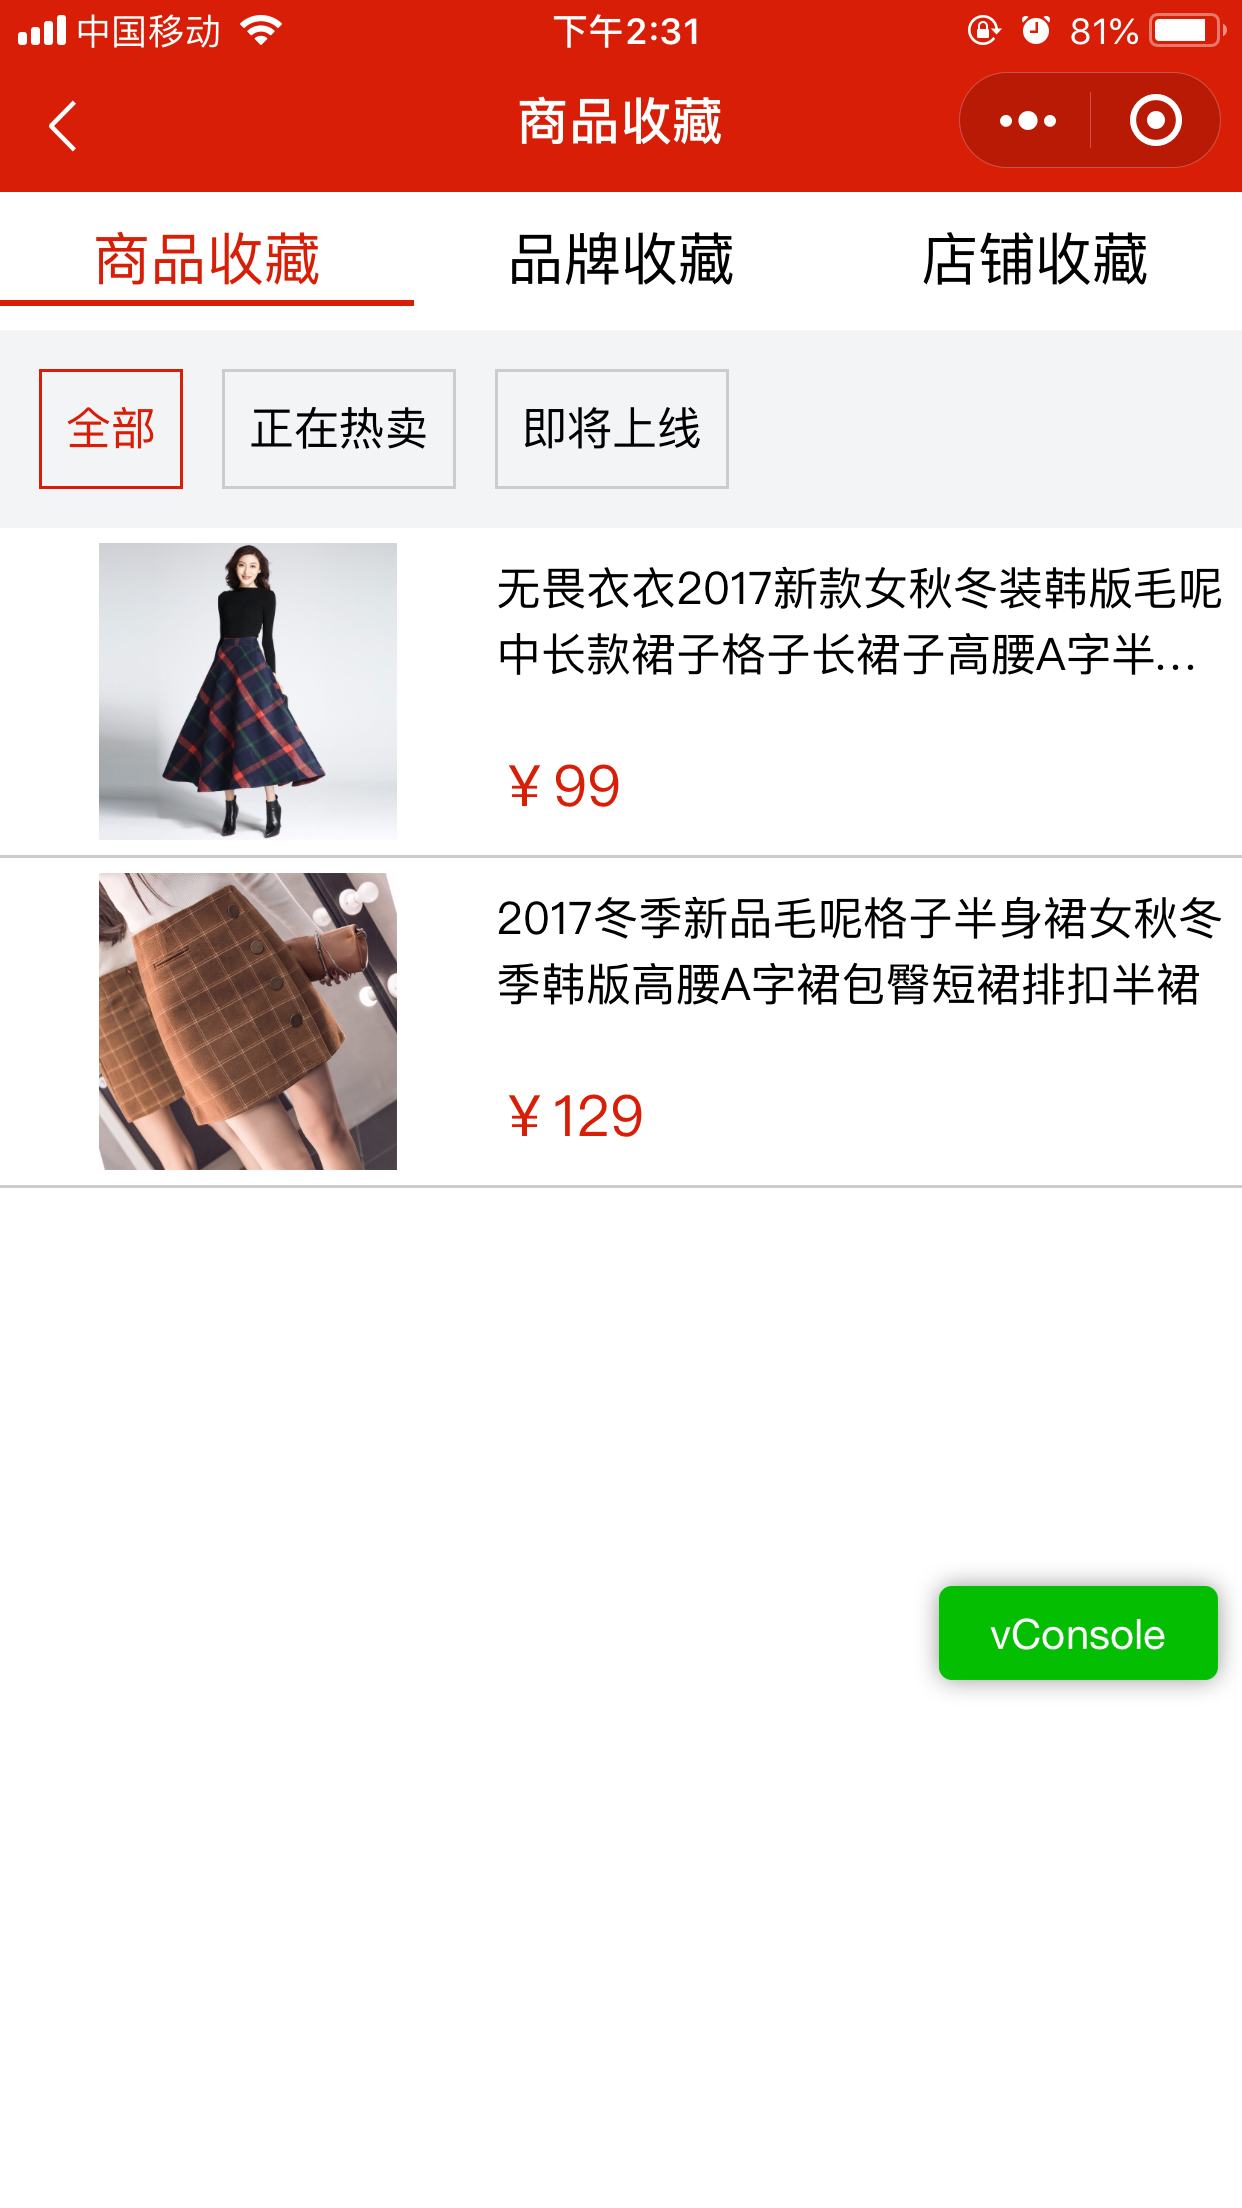 中国移动
下午2:31
81%
商品收藏
商品收藏
品牌收藏
店铺收藏
全部
正在热卖
即将上线
无畏衣衣2017新款女秋冬装韩版毛呢
中长款裙子格子长裙子高腰A字半...
¥ 99
2017冬季新品毛呢格子半身裙女秋冬
季韩版高腰A字裙包臀短裙排扣半裙
¥ 129
vConsole